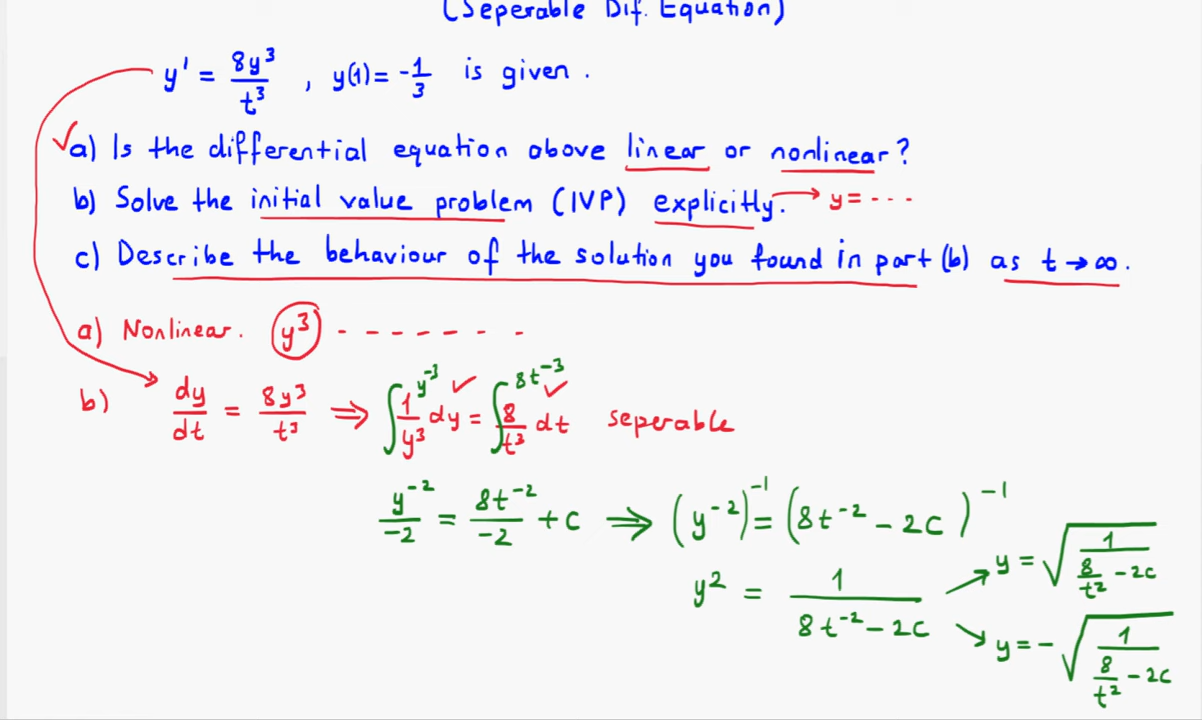 (Seperable Dif. Equation)
y' = 8y³/t³ , y(1) = -1/3 is given .
√a) Is the differential equation above linear or nonlinear?
b) Solve the initial value problem (IVP) explicitly. → y = - - -
c) Describe the behaviour of the solution you found in part (b) as t → ∞ .
a) Nonlinear. y³ - - - - - - -
b) dy/dt = 8y³/t³ ⇒ ∫ 1/y³ dy = ∫ 8/t³ dt seperable
y⁻³ ✓ 8t⁻³ ✓
y⁻²/-2 = 8t⁻²/-2 + c ⇒ (y⁻²)⁻¹ = (8t⁻² - 2c)⁻¹
y² = 1/(8t⁻² - 2c)
y = √(1/(8/t² - 2c))
y = -√(1/(8/t² - 2c))